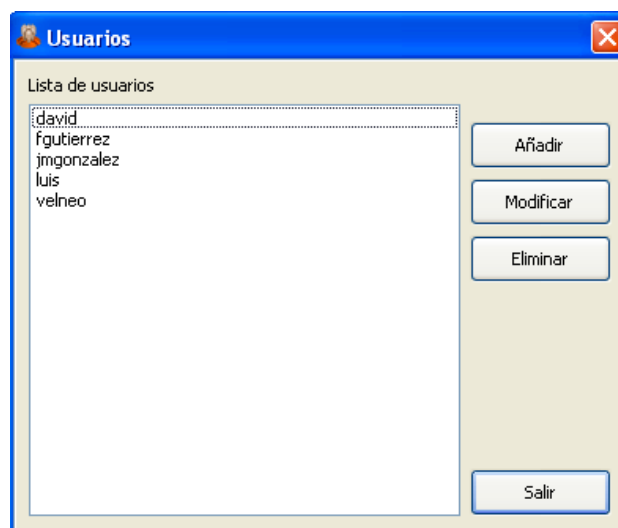 Usuarios
Lista de usuarios
david
fgutierrez
jmgonzalez
luis
velneo
Añadir
Modificar
Eliminar
Salir